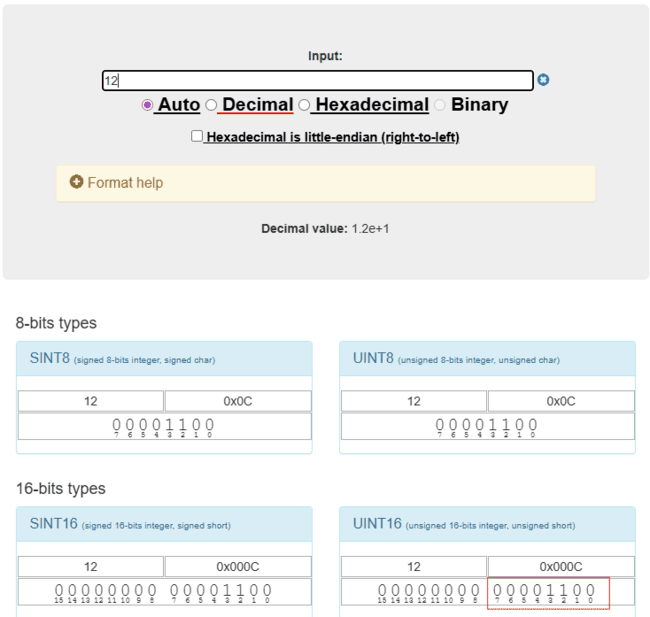 Input:
12
Auto Decimal Hexadecimal Binary
Hexadecimal is little-endian (right-to-left)
Format help
Decimal value: 1.2e+1
8-bits types
SINT8 (signed 8-bits integer, signed char)
12 0x0C
0 0 0 0 1 1 0 0
7 6 5 4 3 2 1 0
UINT8 (unsigned 8-bits integer, unsigned char)
12 0x0C
0 0 0 0 1 1 0 0
7 6 5 4 3 2 1 0
16-bits types
SINT16 (signed 16-bits integer, signed short)
12 0x000C
0 0 0 0 0 0 0 0 0 0 0 0 1 1 0 0
15 14 13 12 11 10 9 8 7 6 5 4 3 2 1 0
UINT16 (unsigned 16-bits integer, unsigned short)
12 0x000C
0 0 0 0 0 0 0 0 0 0 0 0 1 1 0 0
15 14 13 12 11 10 9 8 7 6 5 4 3 2 1 0